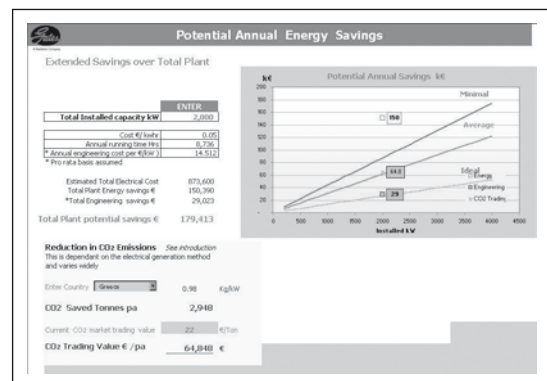 Gates
Potential Annual Energy Savings
Extended Savings over Total Plant
ENTER
Total Installed capacity kW 2,000
Cost €/ kwhr 0.05
Annual running time Hrs 8,736
* Annual engineering cost per €/kW ) 14.512
* Pro rata basis assumed
Estimated Total Electrical Cost 873,600
Total Plant Energy savings € 150,390
*Total Engineering savings € 29,023
Total Plant potential savings € 179,413
k€
Potential Annual Savings k€
200
180
160
140
120
100
80
60
40
20
-
0 500 1000 1500 2000 2500 3000 3500 4000 4500
Installed kW
Minimal
Average
Ideal
150
64.8
29
Energy
Engineering
CO2 Trading
Reduction in CO2 Emissions See introduction
This is dependant on the electrical generation method
and varies widely
Enter Country Greece 0.98 Kg/kW
CO2 Saved Tonnes pa 2,948
Current CO2 market trading value 22 €/Ton
CO2 Trading Value € /pa 64,848 €